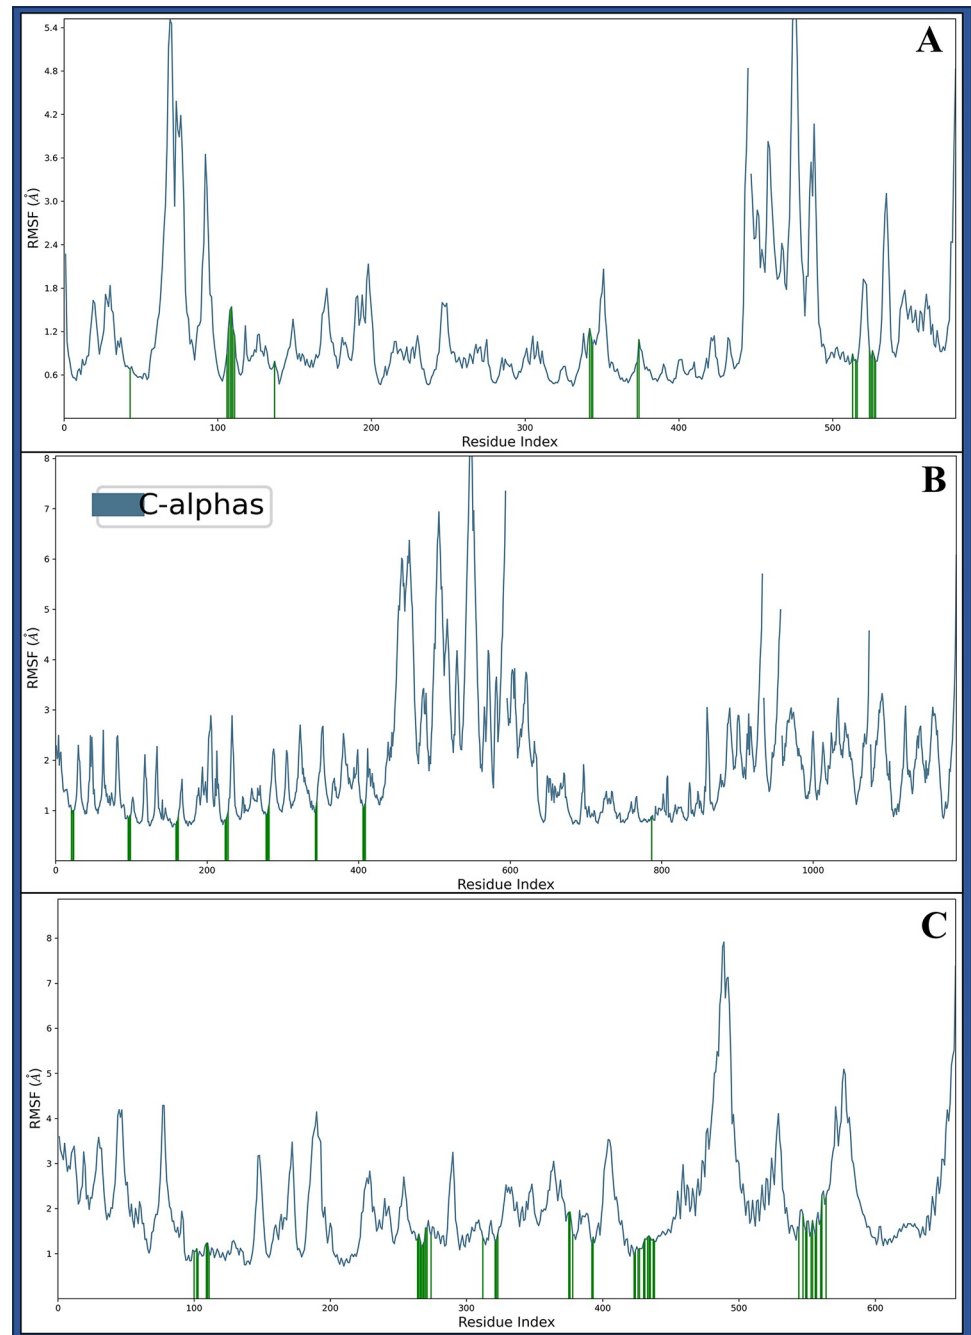 A
5.4
4.8
4.2
3.6
3.0
2.4
1.8
1.2
0.6
RMSF (Å)
0 100 200 300 400 500
Residue Index
B
C-alphas
8
7
6
5
4
3
2
1
RMSF (Å)
0 200 400 600 800 1000
Residue Index
C
8
7
6
5
4
3
2
1
RMSF (Å)
0 100 200 300 400 500 600
Residue Index